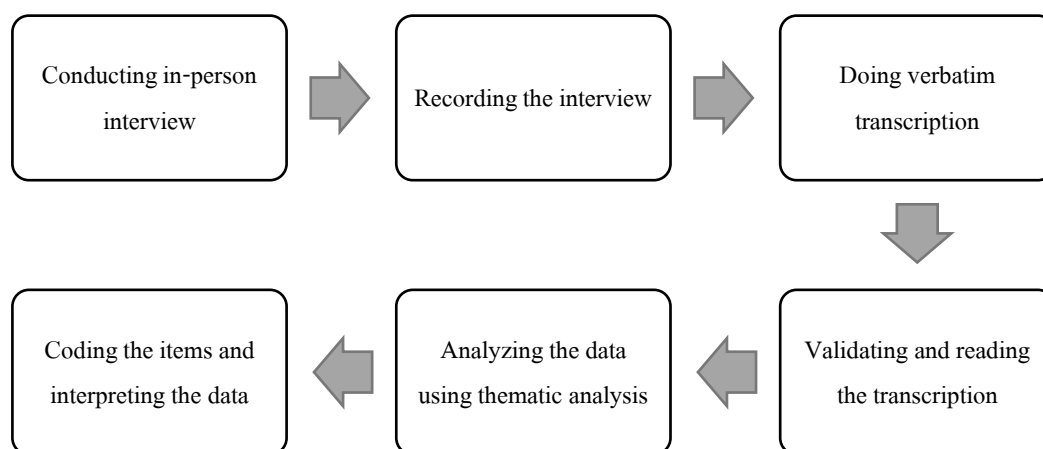 Conducting in-person
interview
Recording the interview
Doing verbatim
transcription
Validating and reading
the transcription
Analyzing the data
using thematic analysis
Coding the items and
interpreting the data